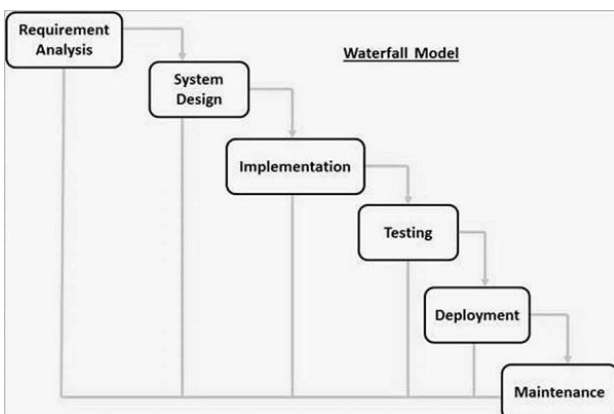 Requirement
Analysis
Waterfall Model
System
Design
Implementation
Testing
Deployment
Maintenance